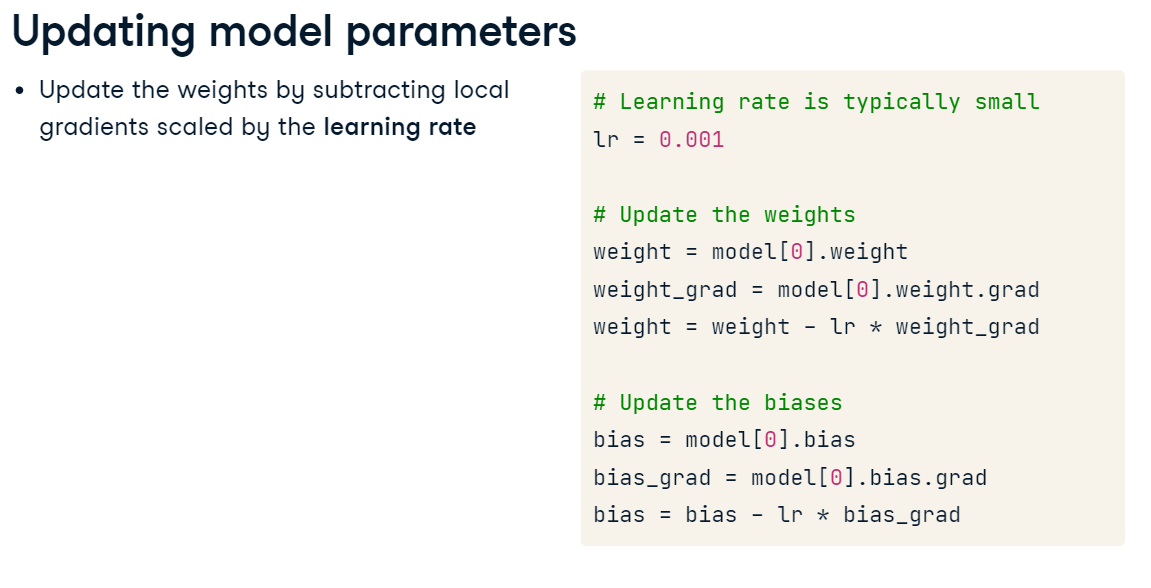 Updating model parameters
• Update the weights by subtracting local
gradients scaled by the learning rate
# Learning rate is typically small
lr = 0.001
# Update the weights
weight = model[0].weight
weight_grad = model[0].weight.grad
weight = weight - lr * weight_grad
# Update the biases
bias = model[0].bias
bias_grad = model[0].bias.grad
bias = bias - lr * bias_grad